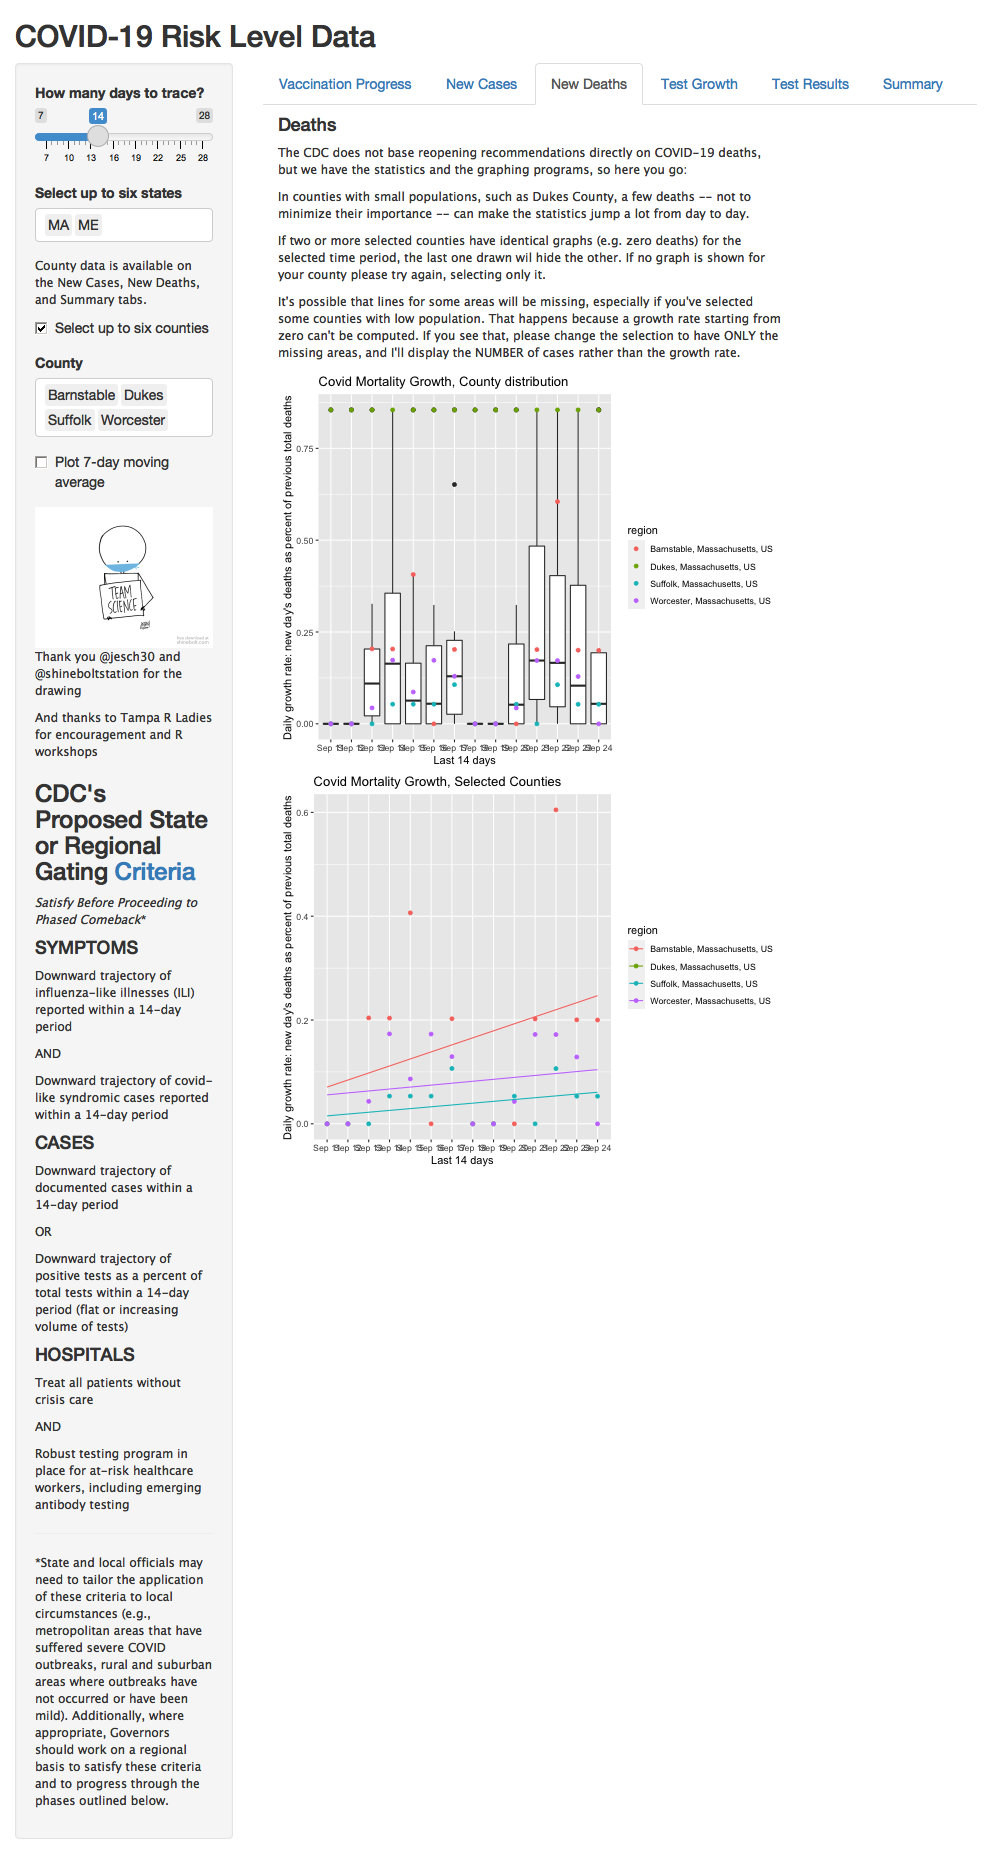 COVID-19 Risk Level Data
How many days to trace?
7 14 28
7 10 13 16 19 22 25 28
Select up to six states
MA ME
County data is available on
the New Cases, New Deaths,
and Summary tabs.
Select up to six counties
County
Barnstable Dukes
Suffolk Worcester
Plot 7-day moving
average
TEAM
SCIENCE
Thank you @jesch30 and
@shineboltstation for the
drawing
And thanks to Tampa R Ladies
for encouragement and R
workshops
CDC's
Proposed State
or Regional
Gating Criteria
Satisfy Before Proceeding to
Phased Comeback*
SYMPTOMS
Downward trajectory of
influenza-like illnesses (ILI)
reported within a 14-day
period
AND
Downward trajectory of covid-
like syndromic cases reported
within a 14-day period
CASES
Downward trajectory of
documented cases within a
14-day period
OR
Downward trajectory of
positive tests as a percent of
total tests within a 14-day
period (flat or increasing
volume of tests)
HOSPITALS
Treat all patients without
crisis care
AND
Robust testing program in
place for at-risk healthcare
workers, including emerging
antibody testing
*State and local officials may
need to tailor the application
of these criteria to local
circumstances (e.g.,
metropolitan areas that have
suffered severe COVID
outbreaks, rural and suburban
areas where outbreaks have
not occurred or have been
mild). Additionally, where
appropriate, Governors
should work on a regional
basis to satisfy these criteria
and to progress through the
phases outlined below.
Vaccination Progress New Cases New Deaths Test Growth Test Results Summary
Deaths
The CDC does not base reopening recommendations directly on COVID-19 deaths,
but we have the statistics and the graphing programs, so here you go:
In counties with small populations, such as Dukes County, a few deaths -- not to
minimize their importance -- can make the statistics jump a lot from day to day.
If two or more selected counties have identical graphs (e.g. zero deaths) for the
selected time period, the last one drawn wil hide the other. If no graph is shown for
your county please try again, selecting only it.
It's possible that lines for some areas will be missing, especially if you've selected
some counties with low population. That happens because a growth rate starting from
zero can't be computed. If you see that, please change the selection to have ONLY the
missing areas, and I'll display the NUMBER of cases rather than the growth rate.
Covid Mortality Growth, County distribution
Daily growth rate: new day's deaths as percent of previous total deaths
0.75
0.50
0.25
0.00
Sep 24
Last 14 days
region
Barnstable, Massachusetts, US
Dukes, Massachusetts, US
Suffolk, Massachusetts, US
Worcester, Massachusetts, US
Covid Mortality Growth, Selected Counties
Daily growth rate: new day's deaths as percent of previous total deaths
0.6
0.4
0.2
0.0
Sep 24
Last 14 days
region
Barnstable, Massachusetts, US
Dukes, Massachusetts, US
Suffolk, Massachusetts, US
Worcester, Massachusetts, US